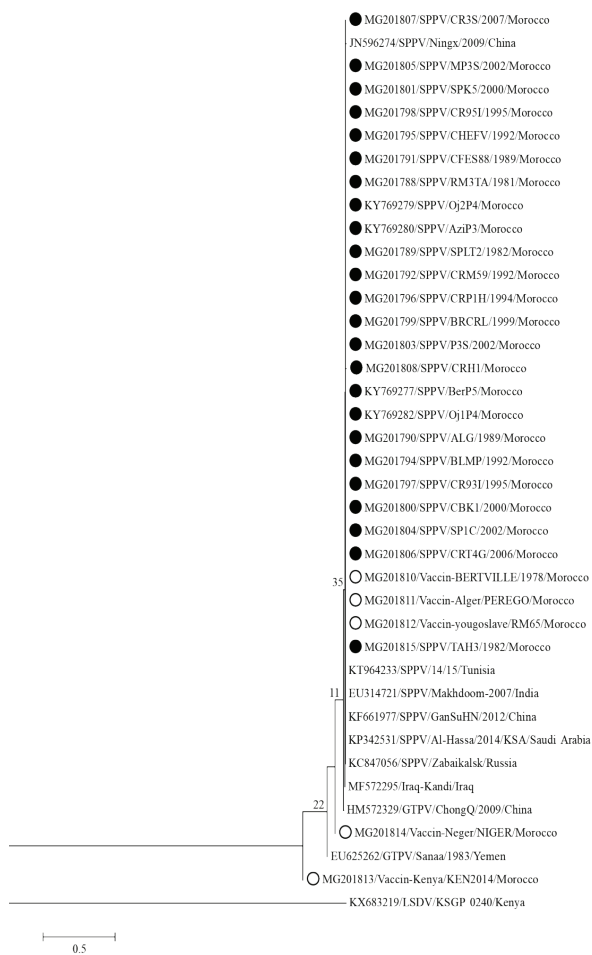 MG201807/SPPV/CR3S/2007/Morocco
JN596274/SPPV/Ningx/2009/China
MG201805/SPPV/MP3S/2002/Morocco
MG201801/SPPV/SPK5/2000/Morocco
MG201798/SPPV/CR95I/1995/Morocco
MG201795/SPPV/CHEFV/1992/Morocco
MG201791/SPPV/CFES88/1989/Morocco
MG201788/SPPV/RM3TA/1981/Morocco
KY769279/SPPV/Oj2P4/Morocco
KY769280/SPPV/AziP3/Morocco
MG201789/SPPV/SPLT2/1982/Morocco
MG201792/SPPV/CRM59/1992/Morocco
MG201796/SPPV/CRP1H/1994/Morocco
MG201799/SPPV/BRCRL/1999/Morocco
MG201803/SPPV/P3S/2002/Morocco
MG201808/SPPV/CRH1/Morocco
KY769277/SPPV/BerP5/Morocco
KY769282/SPPV/Oj1P4/Morocco
MG201790/SPPV/ALG/1989/Morocco
MG201794/SPPV/BLMP/1992/Morocco
MG201797/SPPV/CR93I/1995/Morocco
MG201800/SPPV/CBK1/2000/Morocco
MG201804/SPPV/SP1C/2002/Morocco
MG201806/SPPV/CRT4G/2006/Morocco
35 MG201810/Vaccin-BERTVILLE/1978/Morocco
MG201811/Vaccin-Alger/PEREGO/Morocco
MG201812/Vaccin-yougoslave/RM65/Morocco
MG201815/SPPV/TAH3/1982/Morocco
KT964233/SPPV/14/15/Tunisia
11 EU314721/SPPV/Makhdoom-2007/India
KF661977/SPPV/GanSuHN/2012/China
KP342531/SPPV/Al-Hassa/2014/KSA/Saudi Arabia
KC847056/SPPV/Zabaikalsk/Russia
MF572295/Iraq-Kandi/Iraq
22 HM572329/GTPV/ChongQ/2009/China
MG201814/Vaccin-Neger/NIGER/Morocco
EU625262/GTPV/Sanaa/1983/Yemen
MG201813/Vaccin-Kenya/KEN2014/Morocco
KX683219/LSDV/KSGP 0240/Kenya
0.5